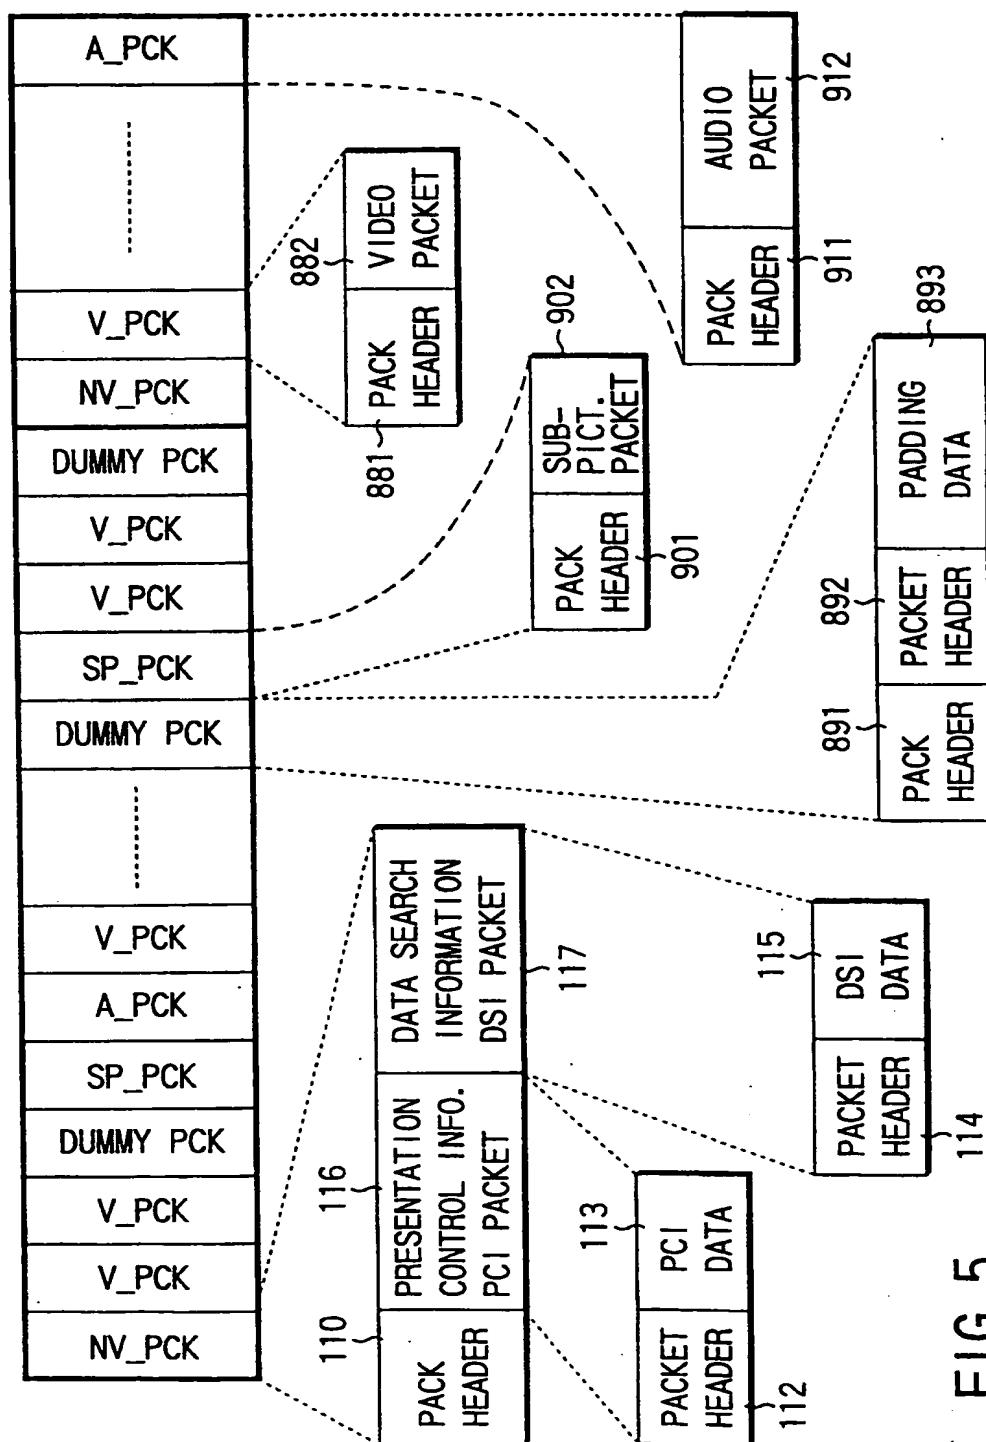 NV_PCK
V_PCK
V_PCK
DUMMY PCK
SP_PCK
A_PCK
V_PCK
DUMMY PCK
SP_PCK
V_PCK
V_PCK
DUMMY PCK
NV_PCK
V_PCK
A_PCK
110
116
PACK
HEADER
PRESENTATION
CONTROL INFO.
PCI PACKET
DATA SEARCH
INFORMATION
DSI PACKET
117
881
882
PACK
HEADER
VIDEO
PACKET
902
PACK
HEADER
SUB-
PICT.
PACKET
901
PACK
HEADER
AUDIO
PACKET
911
912
113
PACKET
HEADER
PCI
DATA
112
115
PACKET
HEADER
DSI
DATA
114
891
892
893
PACK
HEADER
PACKET
HEADER
PADDING
DATA
FIG. 5